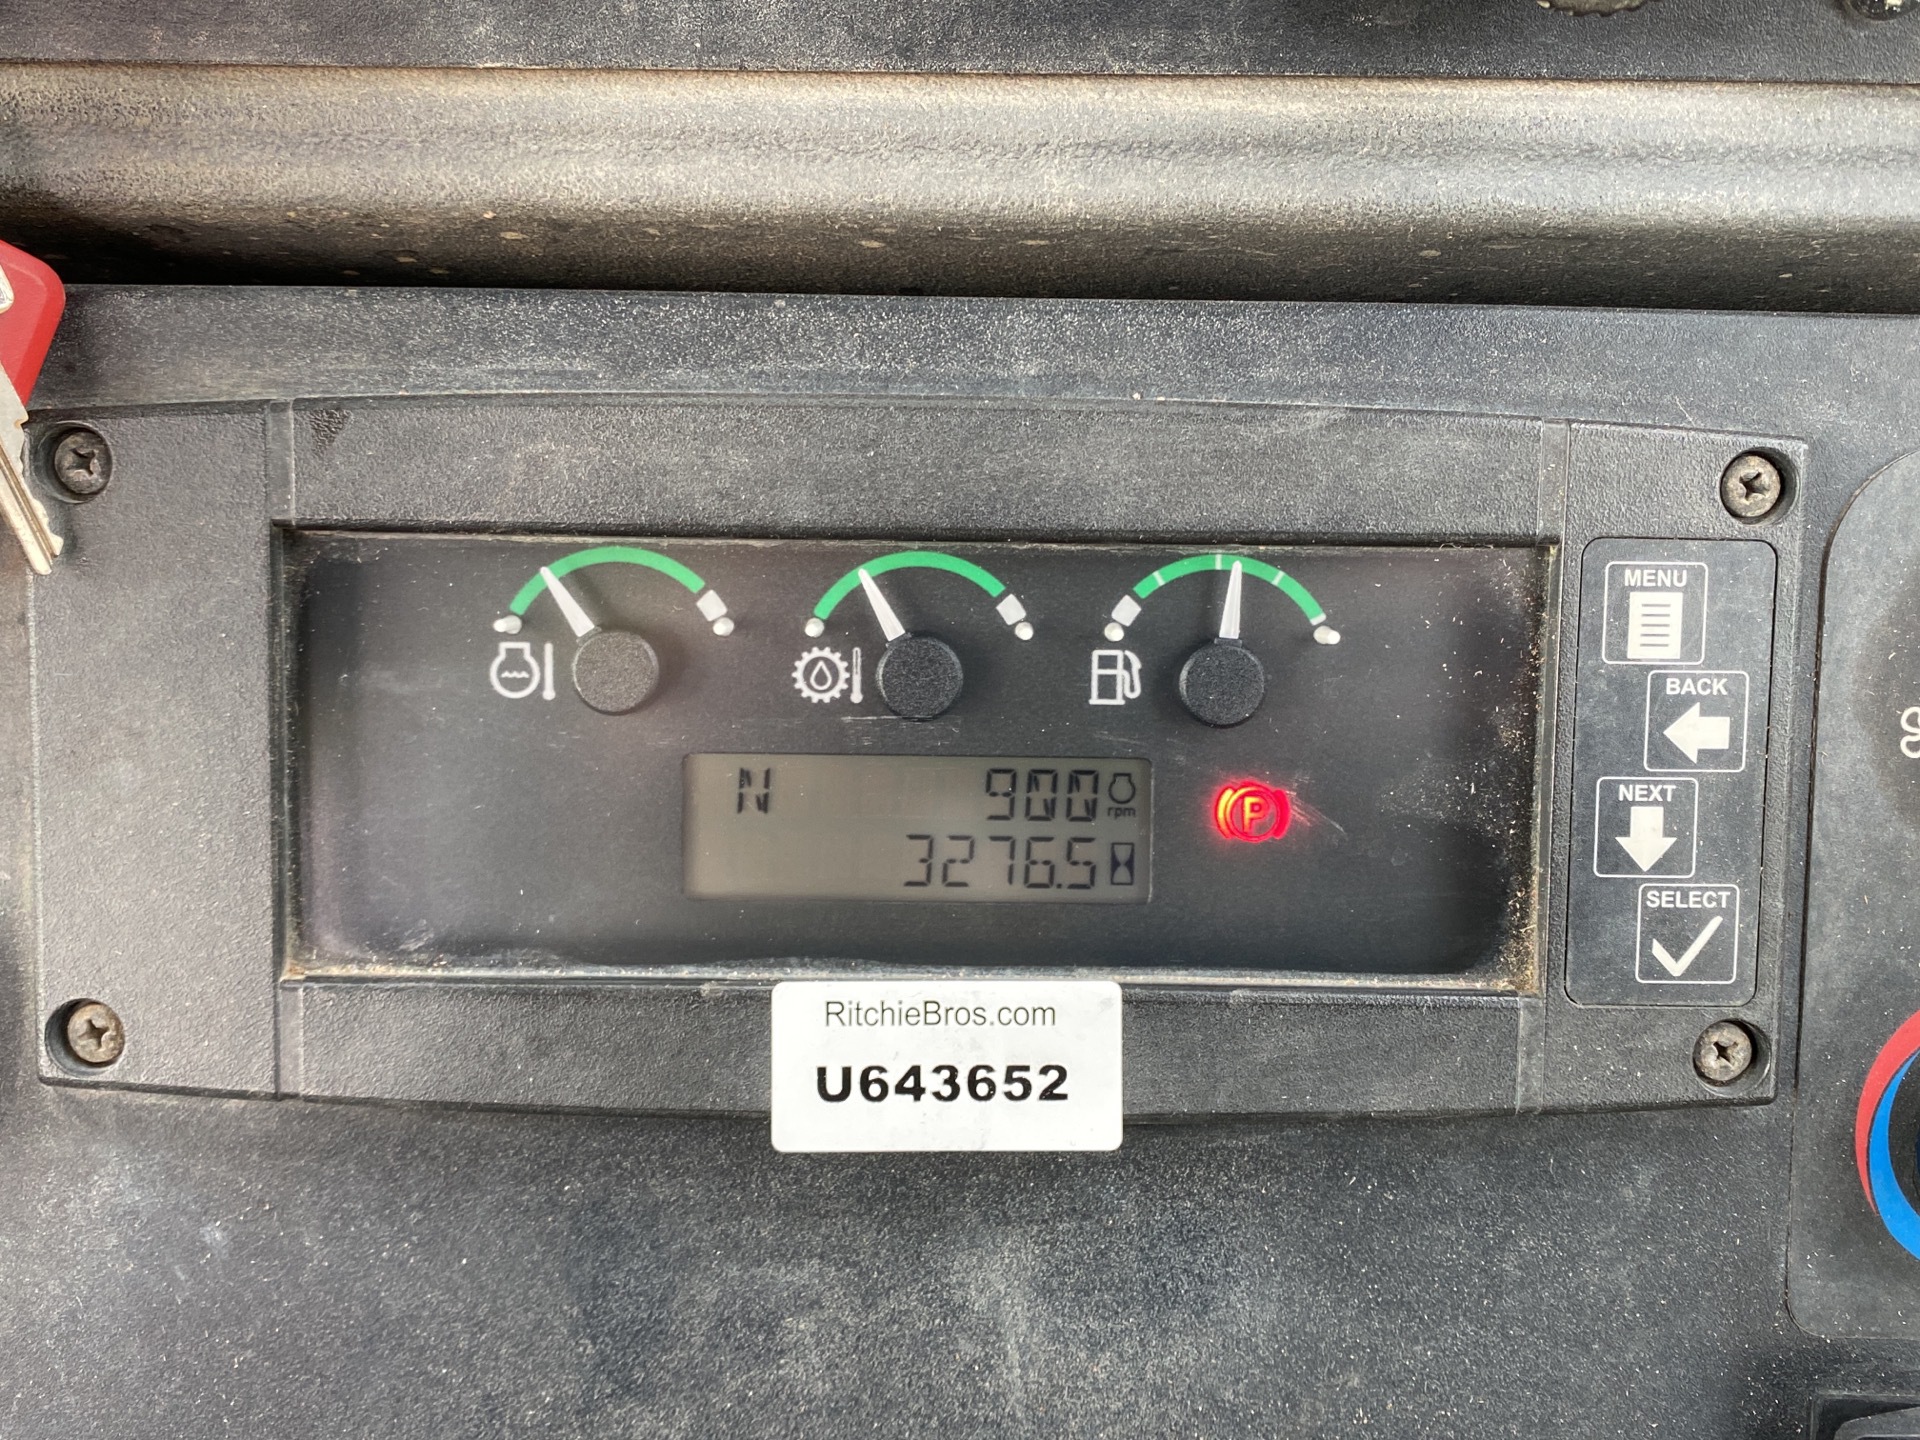 MENU
BACK
N 900 rpm
P
NEXT
3276.5
SELECT
RitchieBros.com
U643652